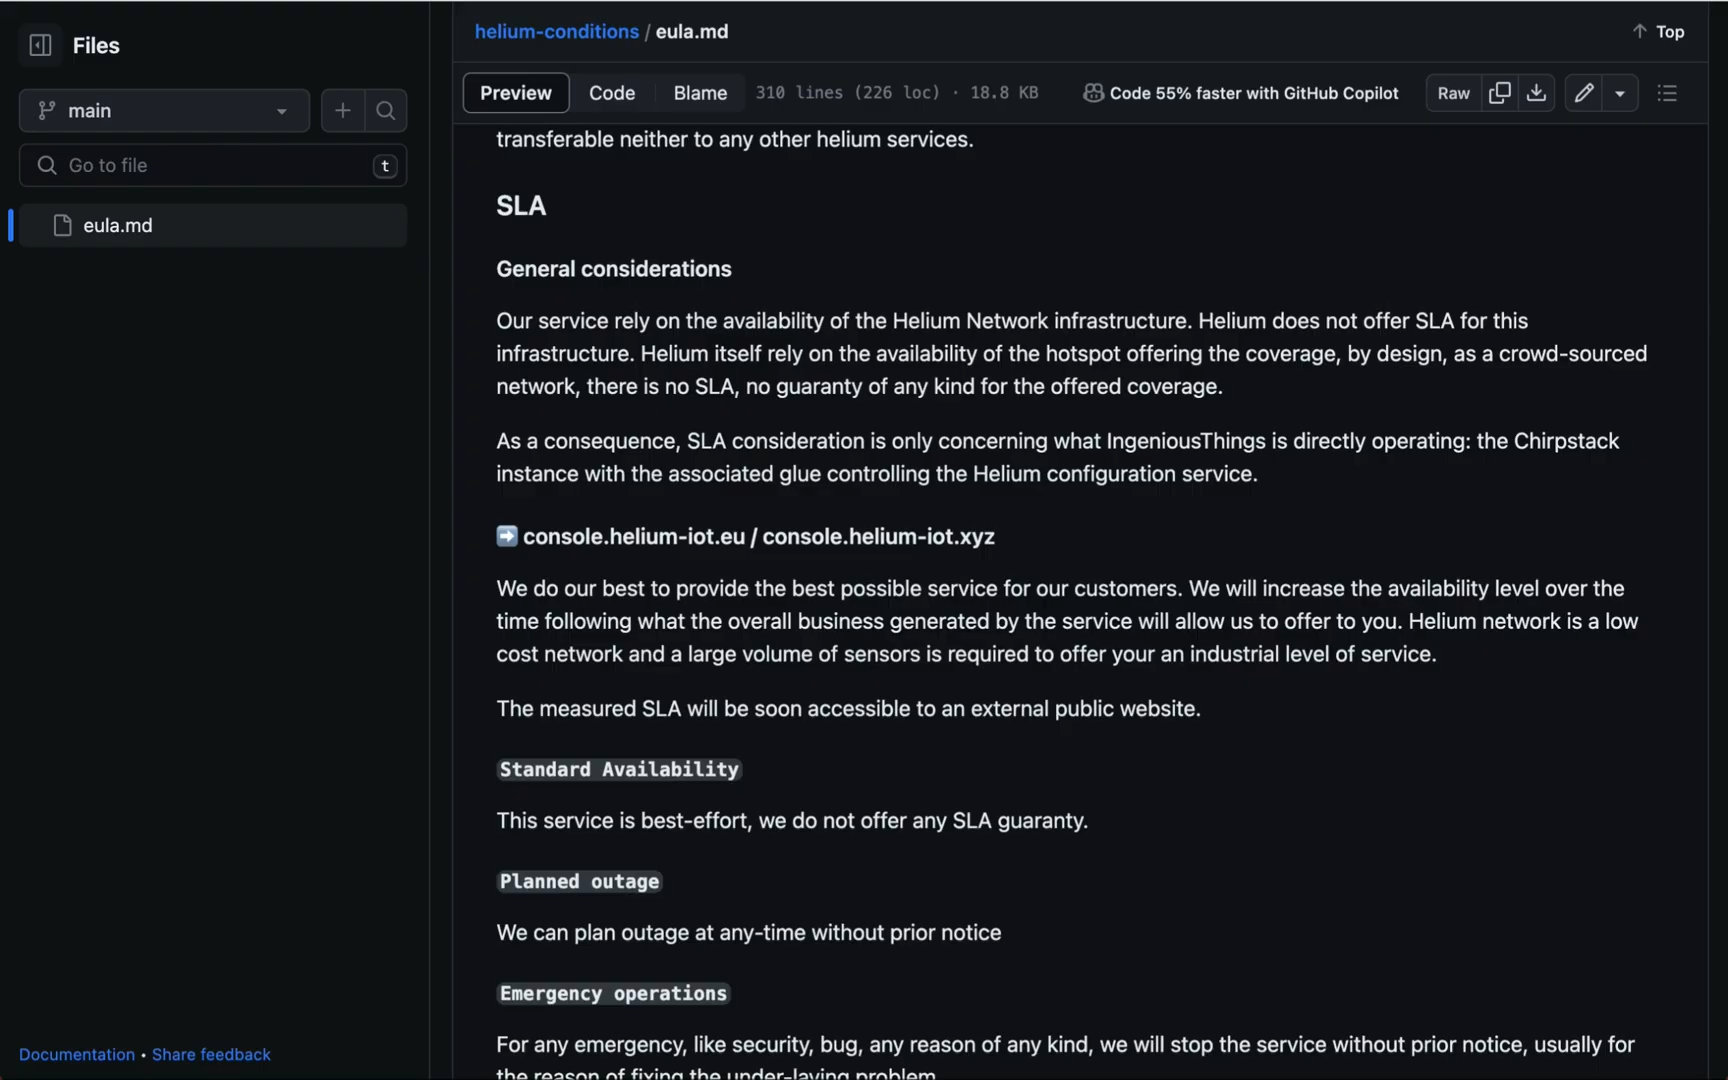 Files
main
Go to file
t
eula.md
Documentation • Share feedback
helium-conditions / eula.md
Top
Preview
Code
Blame
310 lines (226 loc) · 18.8 KB
Code 55% faster with GitHub Copilot
Raw
transferable neither to any other helium services.
SLA
General considerations
Our service rely on the availability of the Helium Network infrastructure. Helium does not offer SLA for this
infrastructure. Helium itself rely on the availability of the hotspot offering the coverage, by design, as a crowd-sourced
network, there is no SLA, no guaranty of any kind for the offered coverage.
As a consequence, SLA consideration is only concerning what IngeniousThings is directly operating: the Chirpstack
instance with the associated glue controlling the Helium configuration service.
➡️ console.helium-iot.eu / console.helium-iot.xyz
We do our best to provide the best possible service for our customers. We will increase the availability level over the
time following what the overall business generated by the service will allow us to offer to you. Helium network is a low
cost network and a large volume of sensors is required to offer your an industrial level of service.
The measured SLA will be soon accessible to an external public website.
Standard Availability
This service is best-effort, we do not offer any SLA guaranty.
Planned outage
We can plan outage at any-time without prior notice
Emergency operations
For any emergency, like security, bug, any reason of any kind, we will stop the service without prior notice, usually for
the reason of fixing the under-laying problem